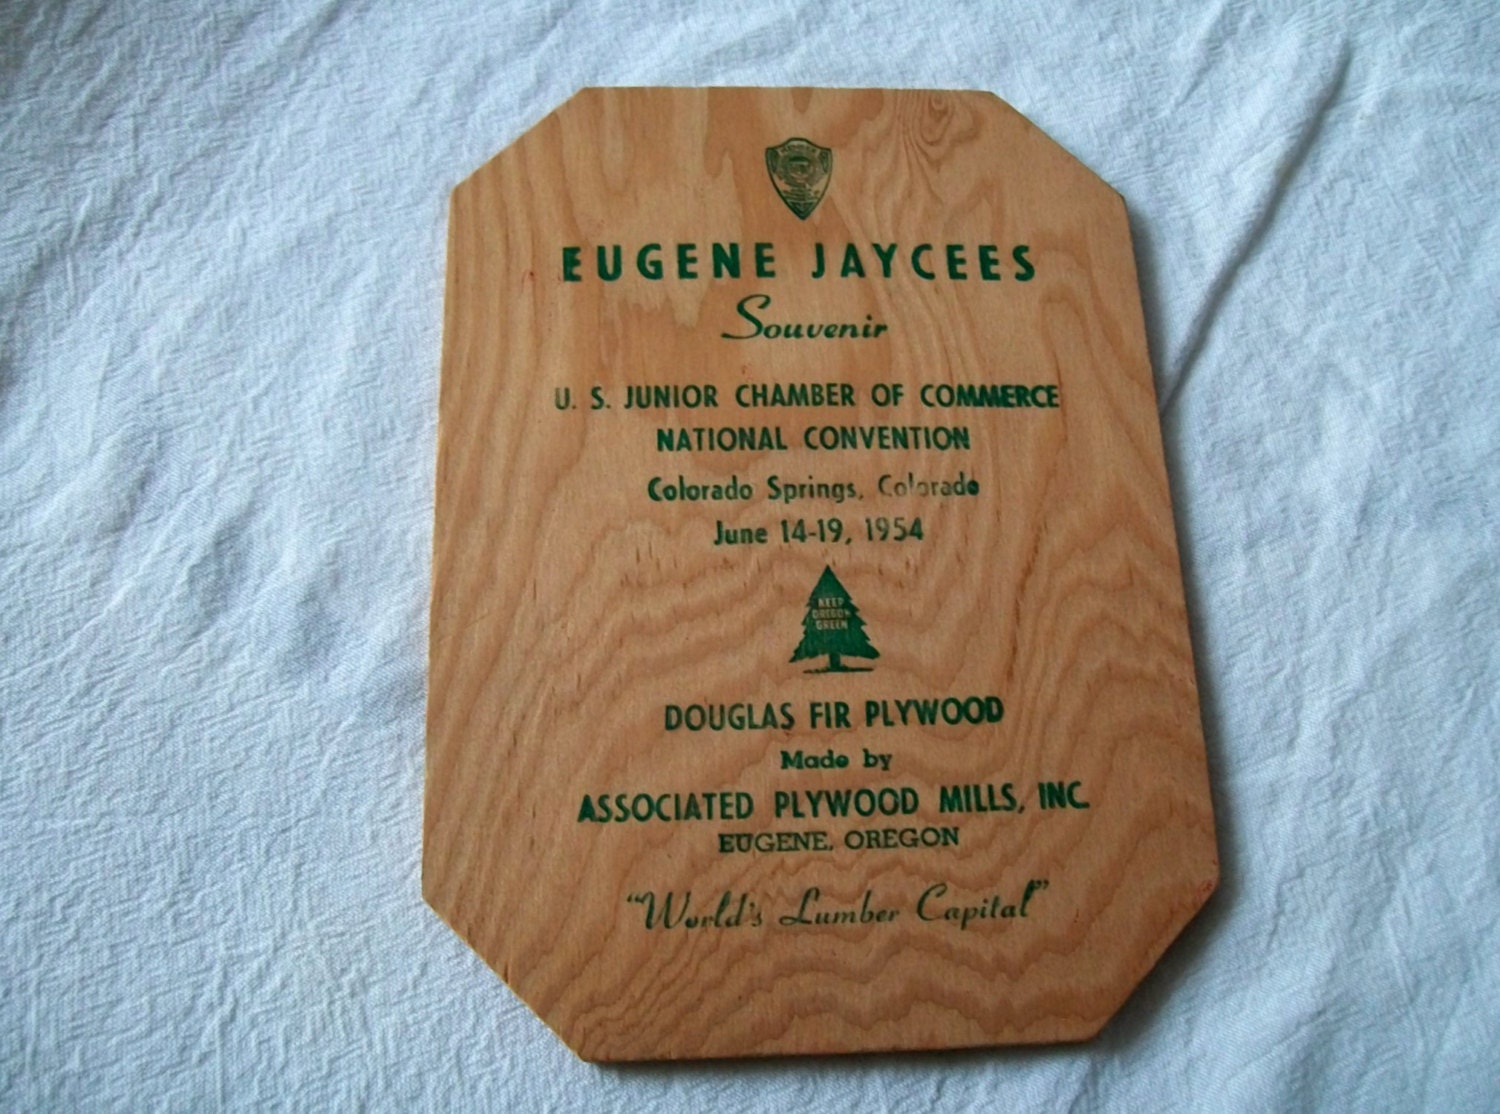 EUGENE JAYCEES
Souvenir
U. S. JUNIOR CHAMBER OF COMMERCE
NATIONAL CONVENTION
Colorado Springs, Colorado
June 14-19, 1954
KEEP
OREGON
GREEN
DOUGLAS FIR PLYWOOD
Made by
ASSOCIATED PLYWOOD MILLS, INC.
EUGENE, OREGON
"World's Lumber Capital"